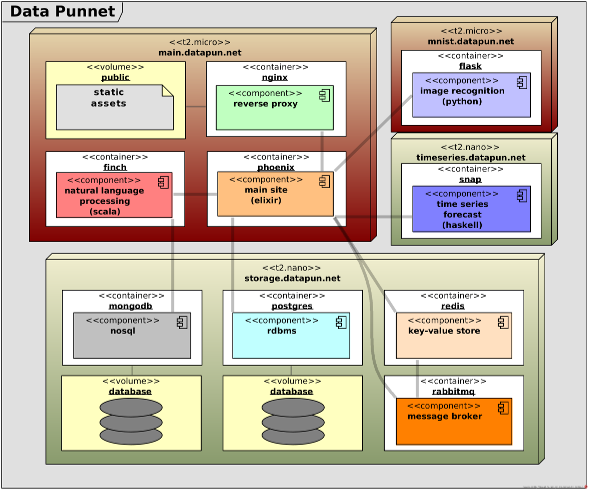 Data Punnet
<<t2.micro>>
main.datapun.net
<<volume>>
public
static
assets
<<container>>
nginx
<<component>>
reverse proxy
<<container>>
finch
<<component>>
natural language
processing
(scala)
<<container>>
phoenix
<<component>>
main site
(elixir)
<<t2.micro>>
mnist.datapun.net
<<container>>
flask
<<component>>
image recognition
(python)
<<t2.nano>>
timeseries.datapun.net
<<container>>
snap
<<component>>
time series
forecast
(haskell)
<<t2.nano>>
storage.datapun.net
<<container>>
mongodb
<<component>>
nosql
<<container>>
postgres
<<component>>
rdbms
<<container>>
redis
<<component>>
key-value store
<<volume>>
database
<<volume>>
database
<<container>>
rabbitmq
<<component>>
message broker